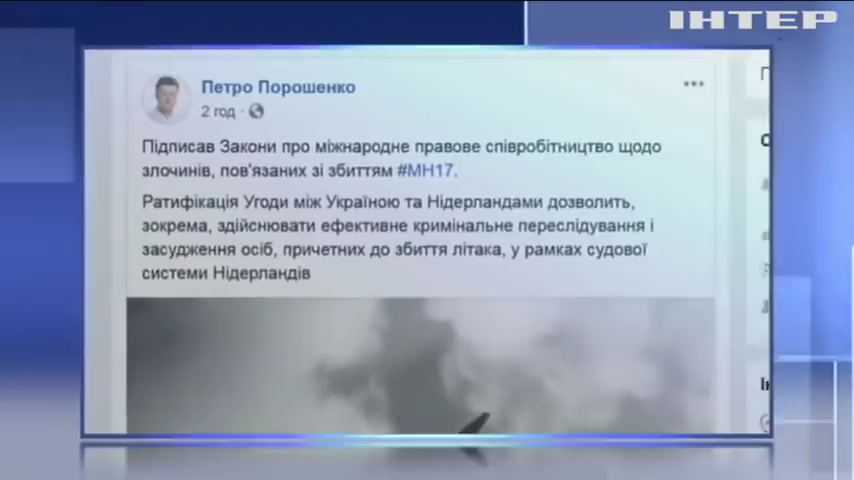 ІНТЕР
Петро Порошенко
2 год
Підписав Закони про міжнародне правове співробітництво щодо
злочинів, пов'язаних зі збиттям #MH17.
Ратифікація Угоди між Україною та Нідерландами дозволить,
зокрема, здійснювати ефективне кримінальне переслідування і
засудження осіб, причетних до збиття літака, у рамках судової
системи Нідерландів